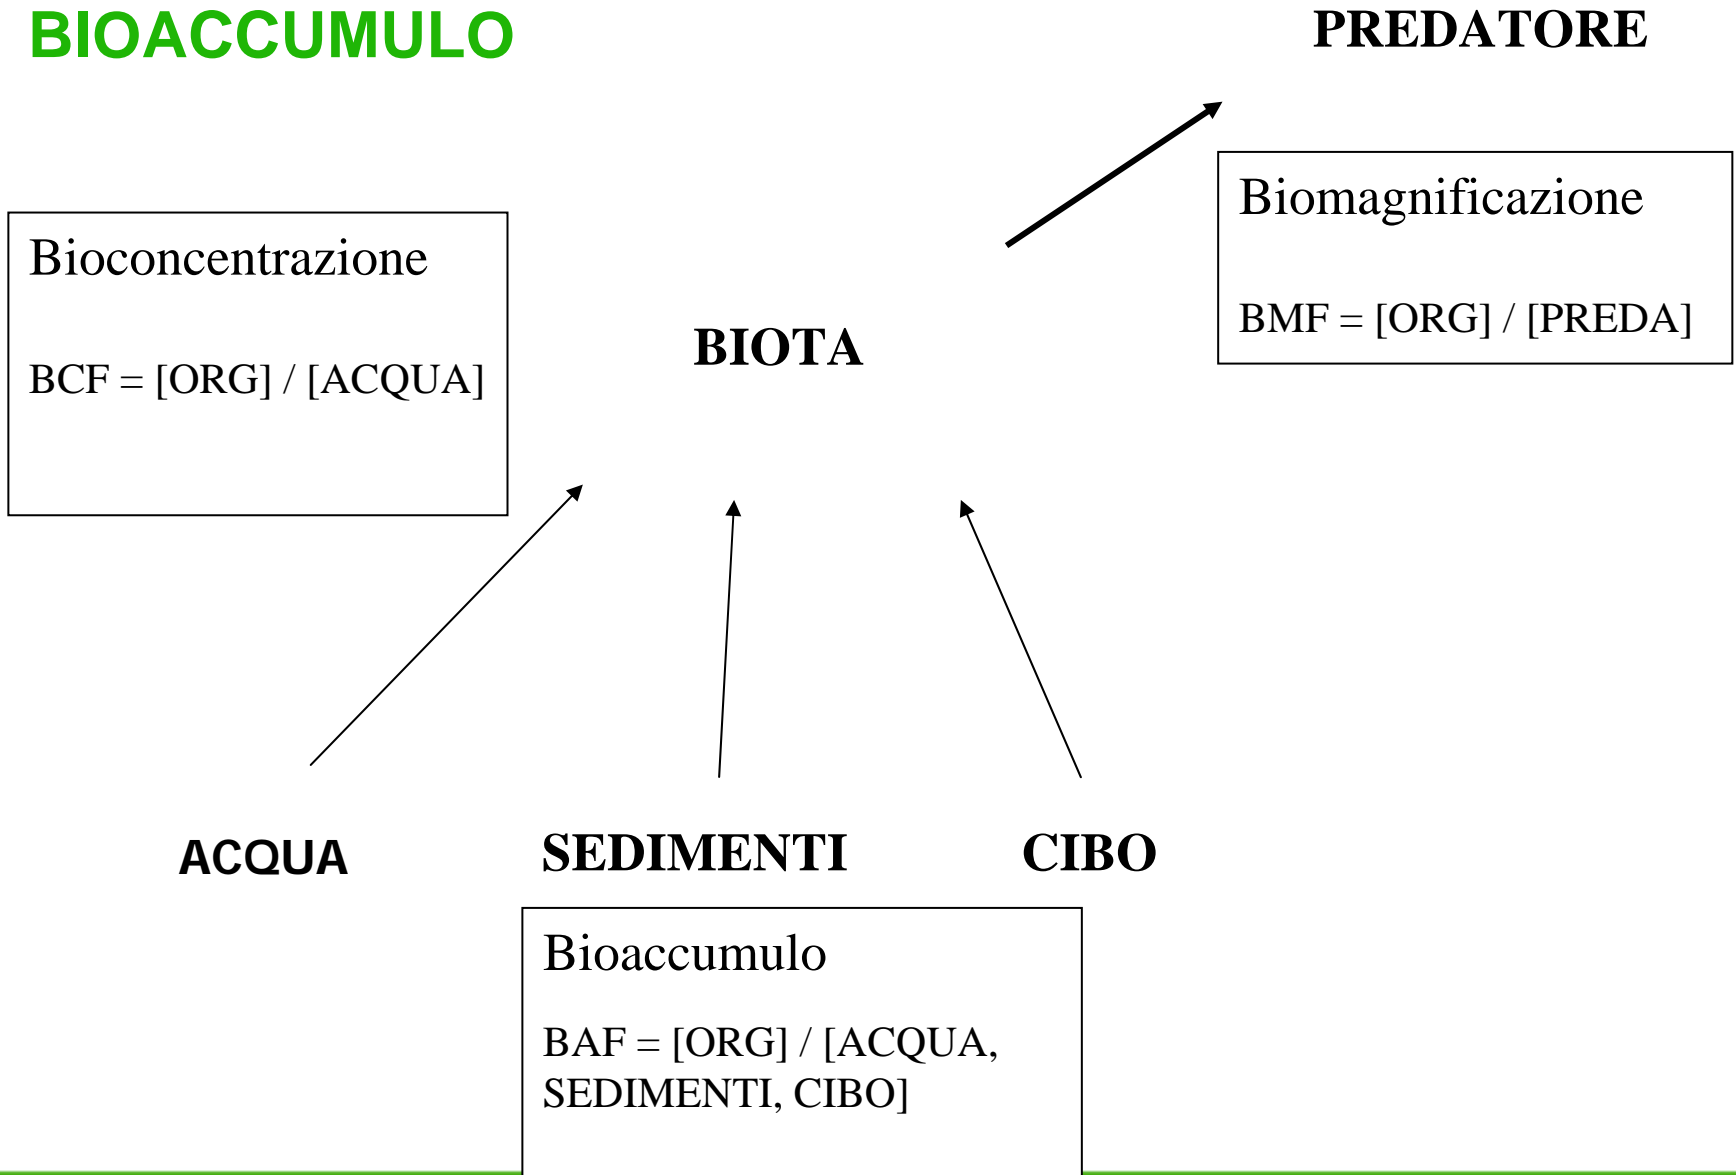 BIOACCUMULO
PREDATORE
Bioconcentrazione
BCF = [ORG] / [ACQUA]
Biomagnificazione
BMF = [ORG] / [PREDA]
BIOTA
ACQUA
SEDIMENTI
CIBO
Bioaccumulo
BAF = [ORG] / [ACQUA,
SEDIMENTI, CIBO]